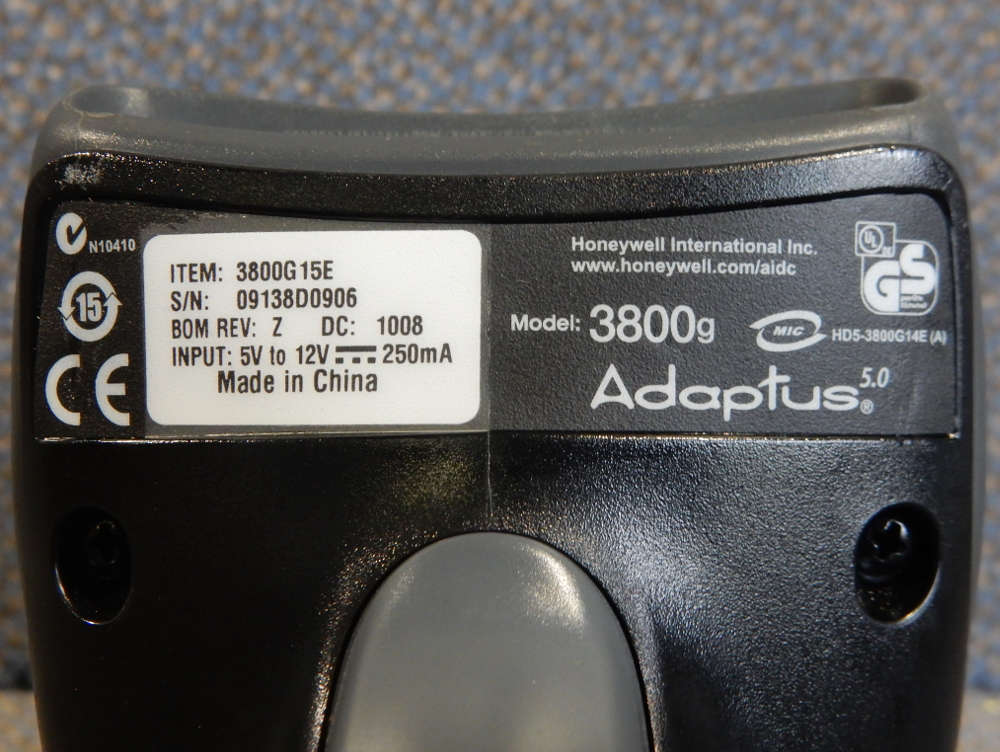 N10410
15
CE
ITEM: 3800G15E
S/N: 09138D0906
BOM REV: Z DC: 1008
INPUT: 5V to 12V 250mA
Made in China
Honeywell International Inc.
www.honeywell.com/aidc
Model: 3800g
MIC HD5-3800G14E (A)
Adaptus 5.0 ®
UL
GS